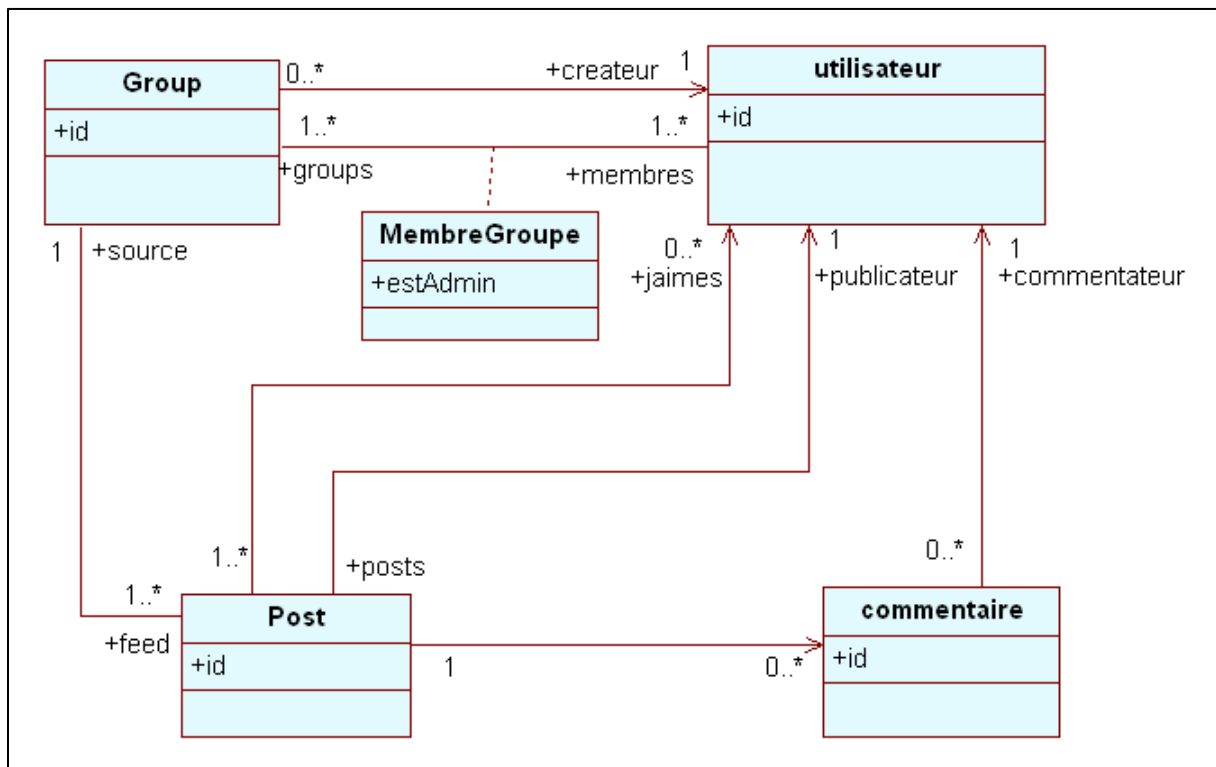 Group
+id
0..*
+createur
1
utilisateur
+id
1..*
1..*
+groups
+membres
MembreGroupe
+estAdmin
1
+source
0..*
+jaimes
1
+publicateur
1
+commentateur
1..*
+posts
0..*
1..*
+feed
Post
+id
1
0..*
commentaire
+id